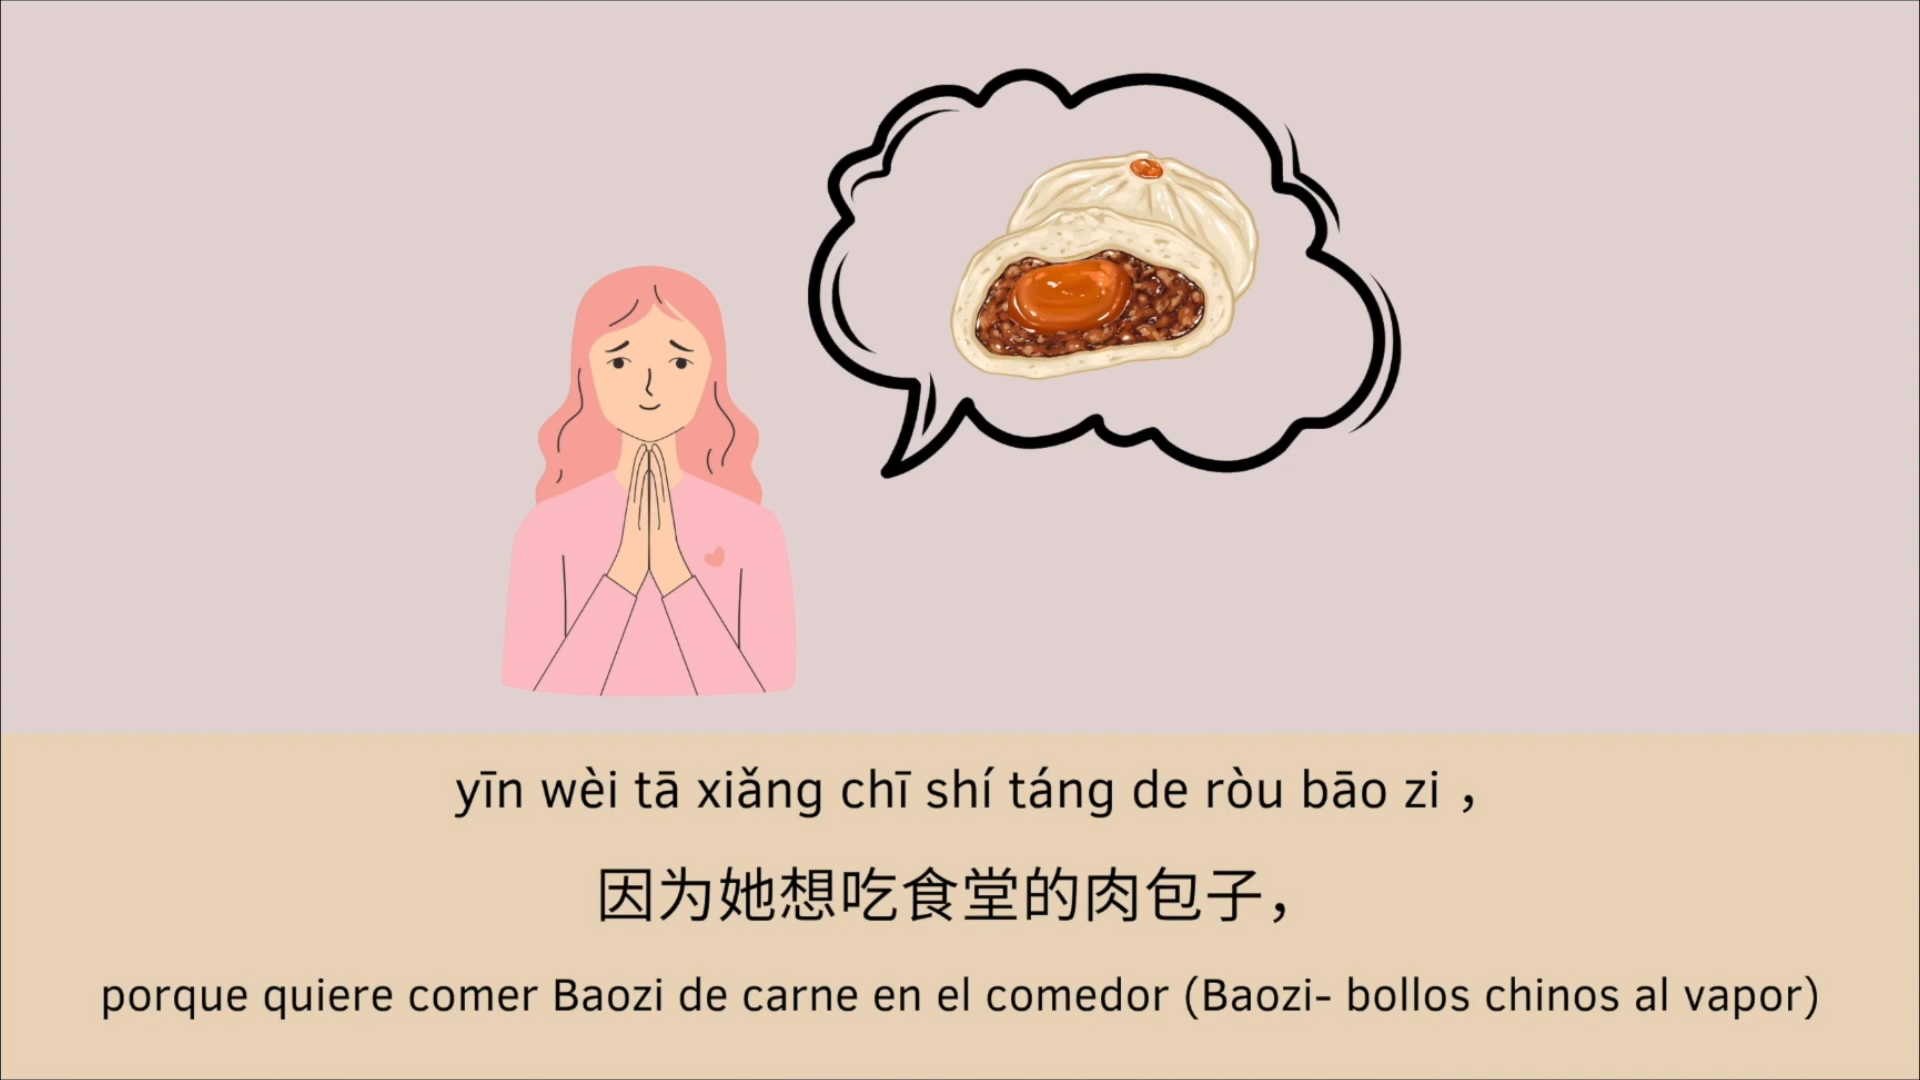 yīn wèi tā xiǎng chī shí táng de ròu bāo zi ，
因为她想吃食堂的肉包子，
porque quiere comer Baozi de carne en el comedor (Baozi- bollos chinos al vapor)